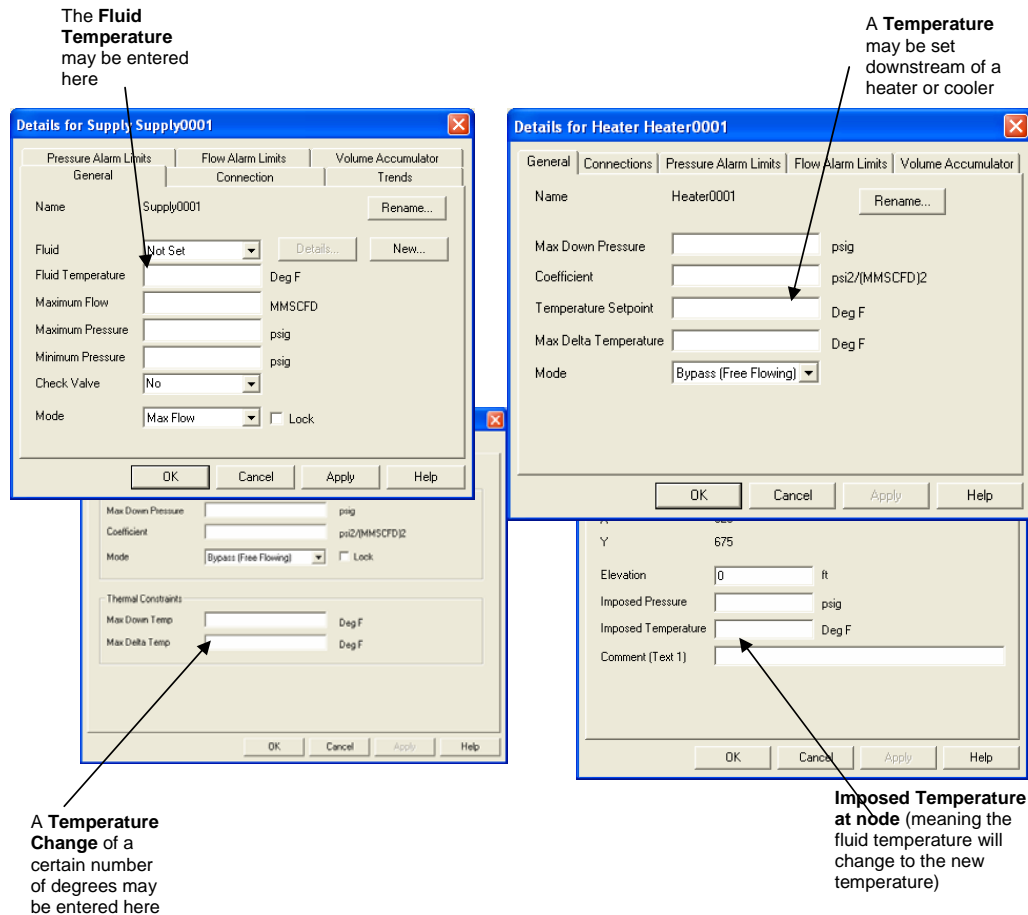 The Fluid
Temperature
may be entered
here
A Temperature
may be set
downstream of a
heater or cooler
Details for Supply Supply0001
Pressure Alarm Limits Flow Alarm Limits Volume Accumulator
General Connection Trends
Name Supply0001 Rename...
Fluid Not Set Details... New...
Fluid Temperature Deg F
Maximum Flow MMSCFD
Maximum Pressure psig
Minimum Pressure psig
Check Valve No
Mode Max Flow Lock
OK Cancel Apply Help
Details for Heater Heater0001
General Connections Pressure Alarm Limits Flow Alarm Limits Volume Accumulator
Name Heater0001 Rename...
Max Down Pressure psig
Coefficient psi2/(MMSCFD)2
Temperature Setpoint Deg F
Max Delta Temperature Deg F
Mode Bypass (Free Flowing)
OK Cancel Apply Help
Max Down Pressure psig
Coefficient psi2/(MMSCFD)2
Mode Bypass (Free Flowing) Lock
Thermal Constraints
Max Down Temp Deg F
Max Delta Temp Deg F
OK Cancel Apply Help
Y 675
Elevation 0 ft
Imposed Pressure psig
Imposed Temperature Deg F
Comment (Text 1)
OK Cancel Apply Help
A Temperature
Change of a
certain number
of degrees may
be entered here
Imposed Temperature
at node (meaning the
fluid temperature will
change to the new
temperature)